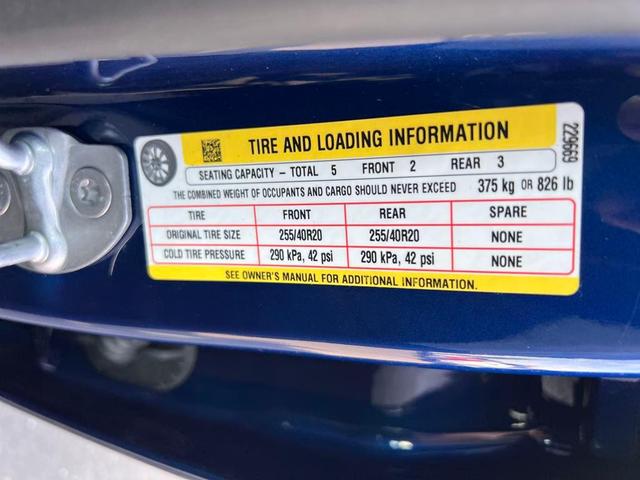 TIRE AND LOADING INFORMATION
SEATING CAPACITY – TOTAL 5 FRONT 2 REAR 3
THE COMBINED WEIGHT OF OCCUPANTS AND CARGO SHOULD NEVER EXCEED 375 kg OR 826 lb
TIRE FRONT REAR SPARE
ORIGINAL TIRE SIZE 255/40R20 255/40R20 NONE
COLD TIRE PRESSURE 290 kPa, 42 psi 290 kPa, 42 psi NONE
SEE OWNER'S MANUAL FOR ADDITIONAL INFORMATION.
229669